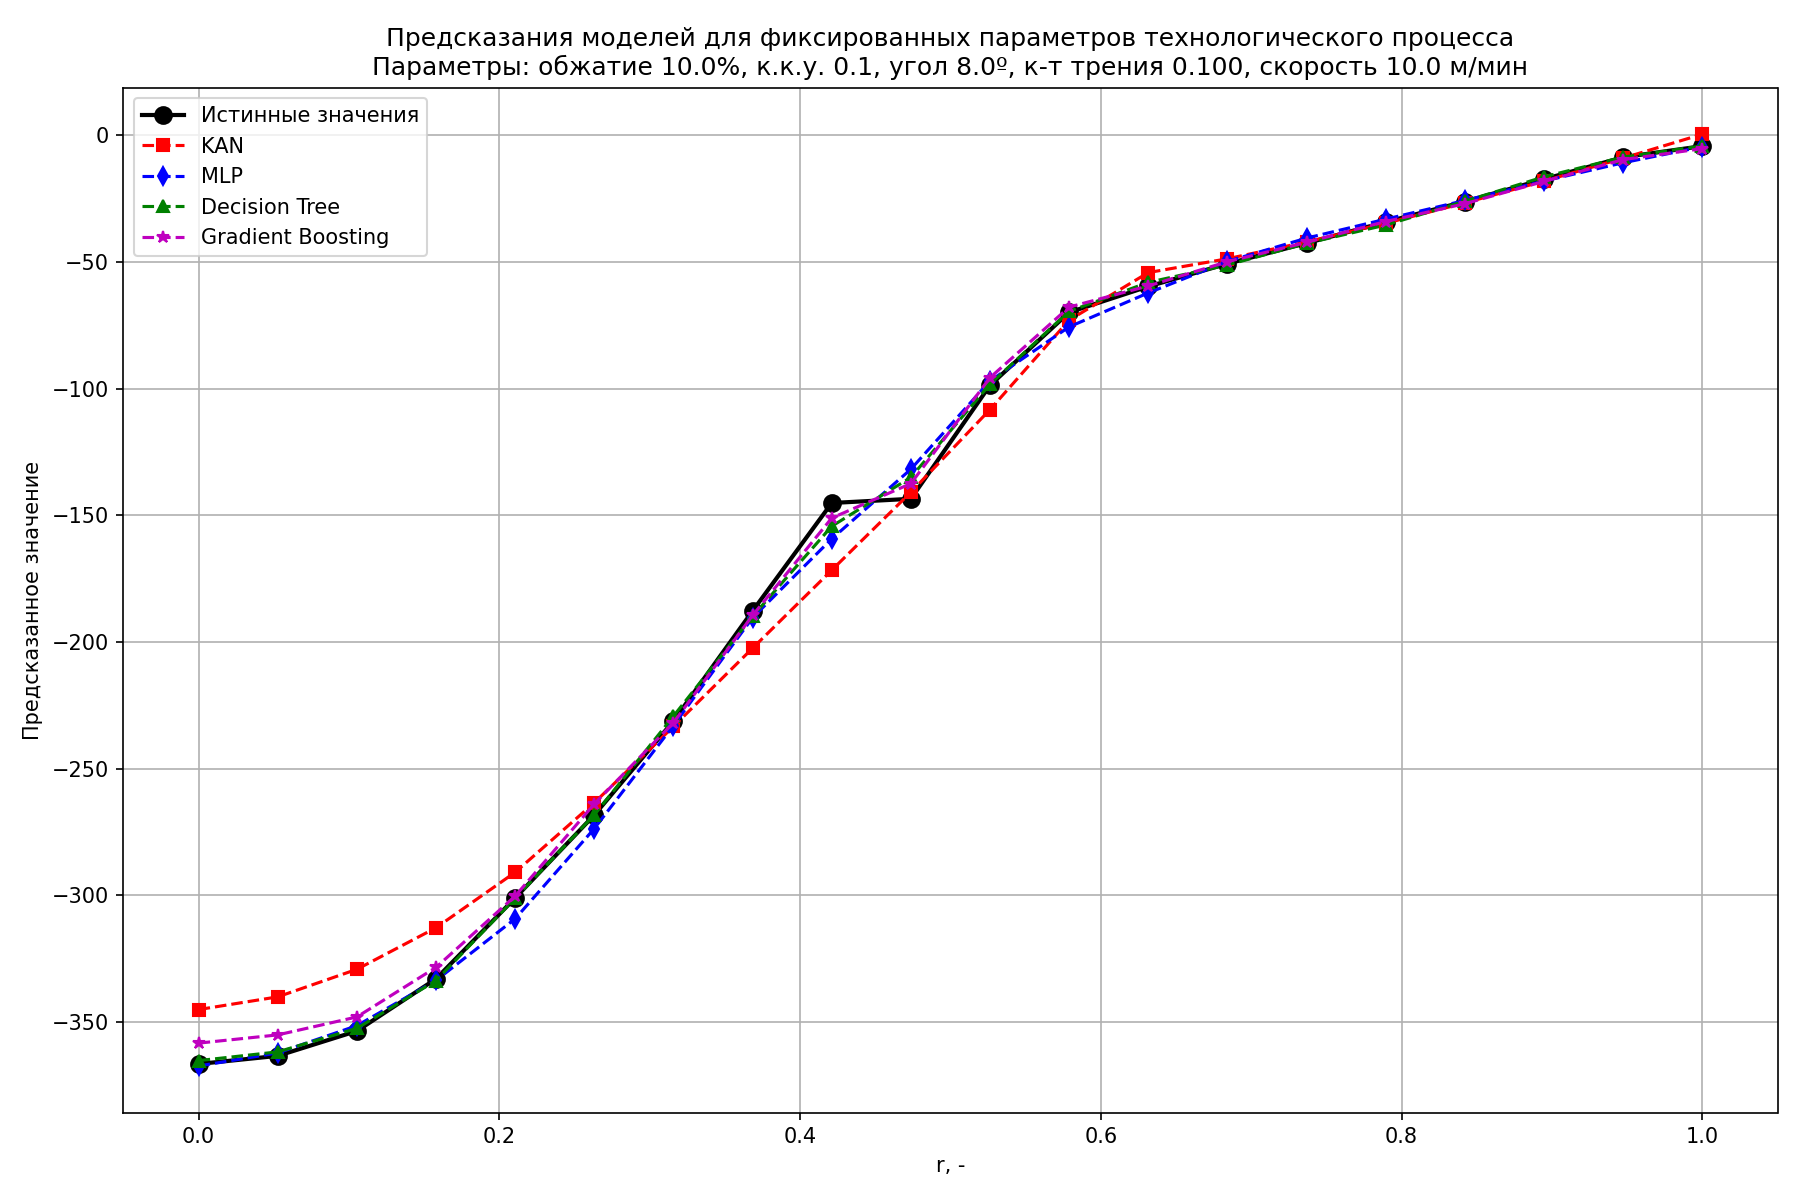 Предсказания моделей для фиксированных параметров технологического процесса
Параметры: обжатие 10.0%, к.к.у. 0.1, угол 8.0º, к-т трения 0.100, скорость 10.0 м/мин
Истинные значения
KAN
MLP
Decision Tree
Gradient Boosting
Предсказанное значение
0
−50
−100
−150
−200
−250
−300
−350
0.0
0.2
0.4
0.6
0.8
1.0
r, -